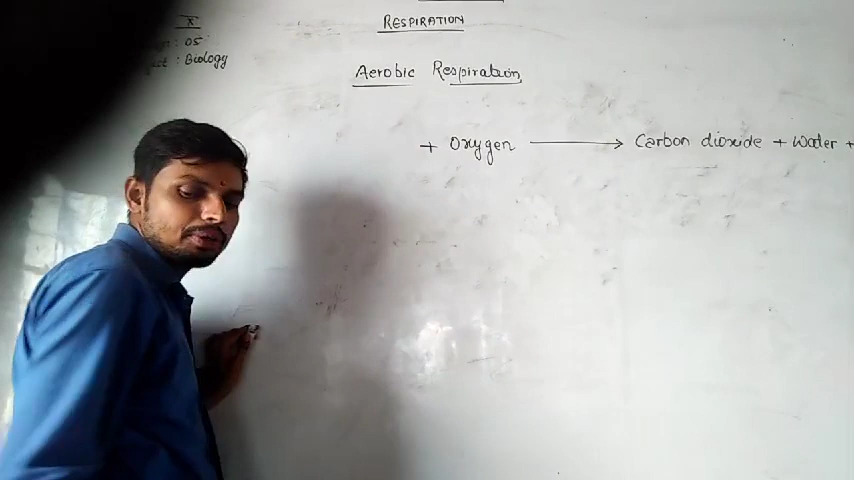 RESPIRATION
X
: 05
: Biology
Aerobic Respiration
+ Oxygen ⟶ Carbon dioxide + Water +